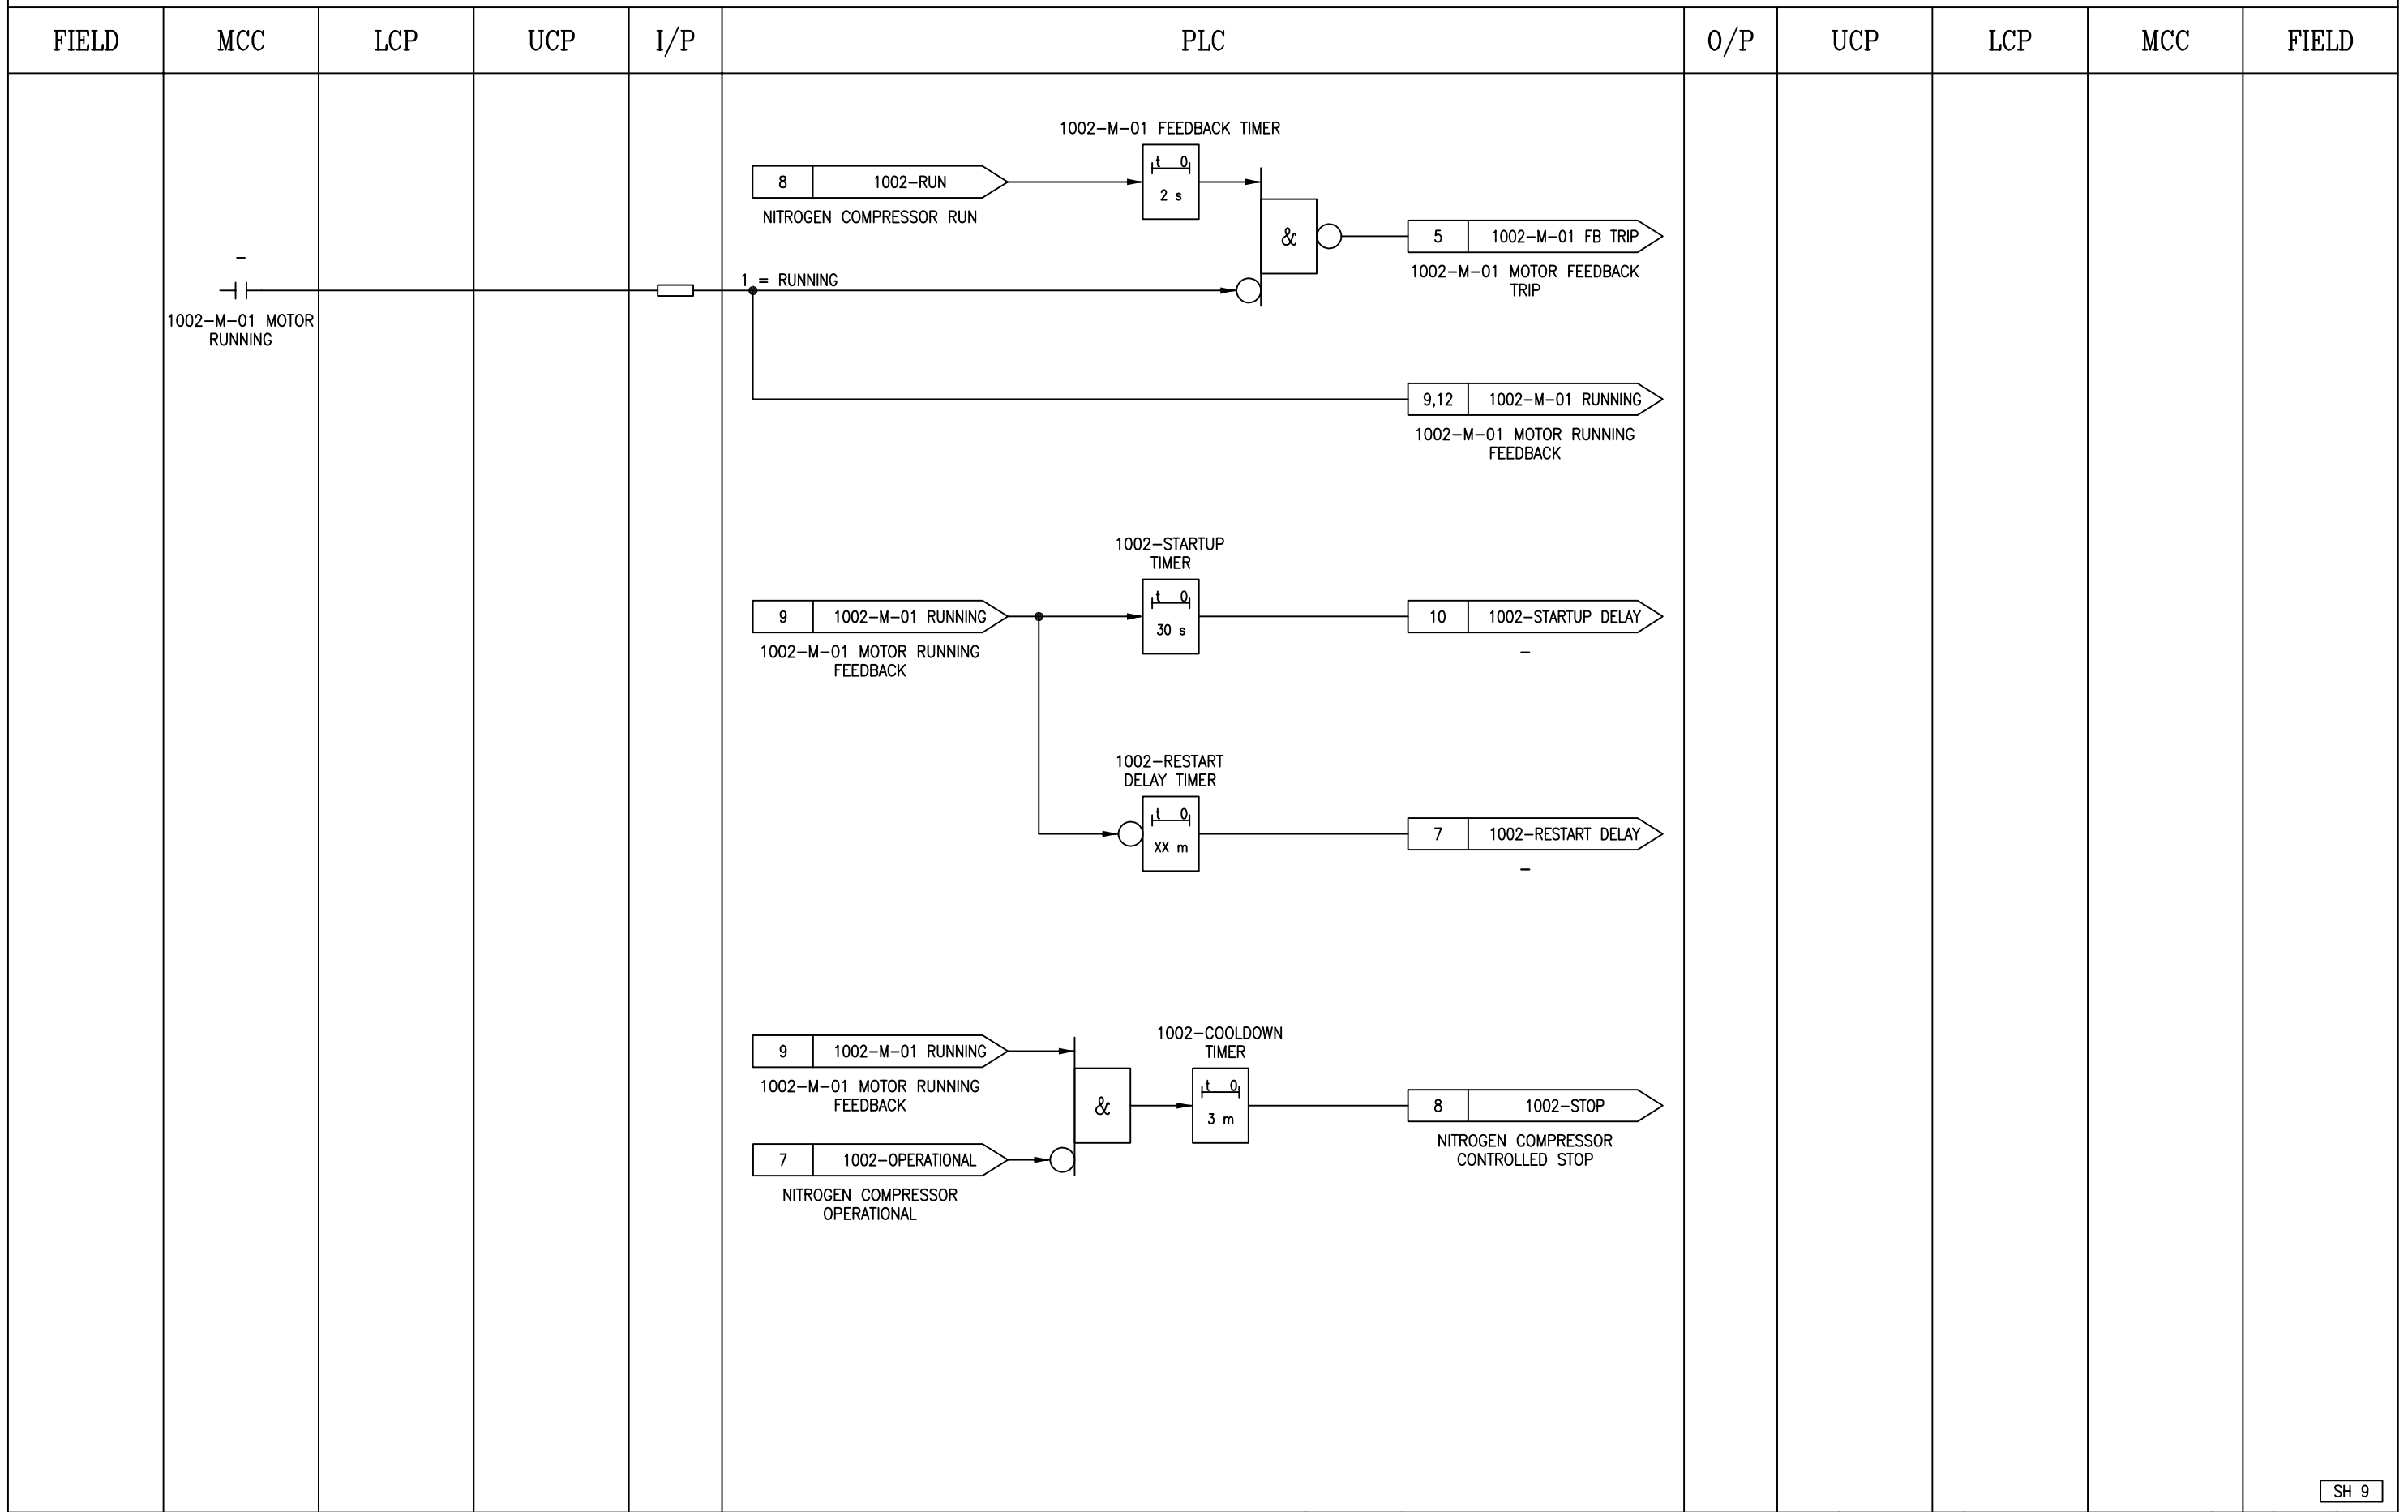 FIELD MCC LCP UCP I/P PLC O/P UCP LCP MCC FIELD
1002-M-01 FEEDBACK TIMER
t 0
2 s
8 1002-RUN
NITROGEN COMPRESSOR RUN
&
5 1002-M-01 FB TRIP
1002-M-01 MOTOR FEEDBACK
TRIP
-
1 = RUNNING
1002-M-01 MOTOR
RUNNING
9,12 1002-M-01 RUNNING
1002-M-01 MOTOR RUNNING
FEEDBACK
1002-STARTUP
TIMER
t 0
30 s
9 1002-M-01 RUNNING
1002-M-01 MOTOR RUNNING
FEEDBACK
10 1002-STARTUP DELAY
-
1002-RESTART
DELAY TIMER
t 0
XX m
7 1002-RESTART DELAY
-
9 1002-M-01 RUNNING
1002-M-01 MOTOR RUNNING
FEEDBACK
&
1002-COOLDOWN
TIMER
t 0
3 m
8 1002-STOP
NITROGEN COMPRESSOR
CONTROLLED STOP
7 1002-OPERATIONAL
NITROGEN COMPRESSOR
OPERATIONAL
SH 9